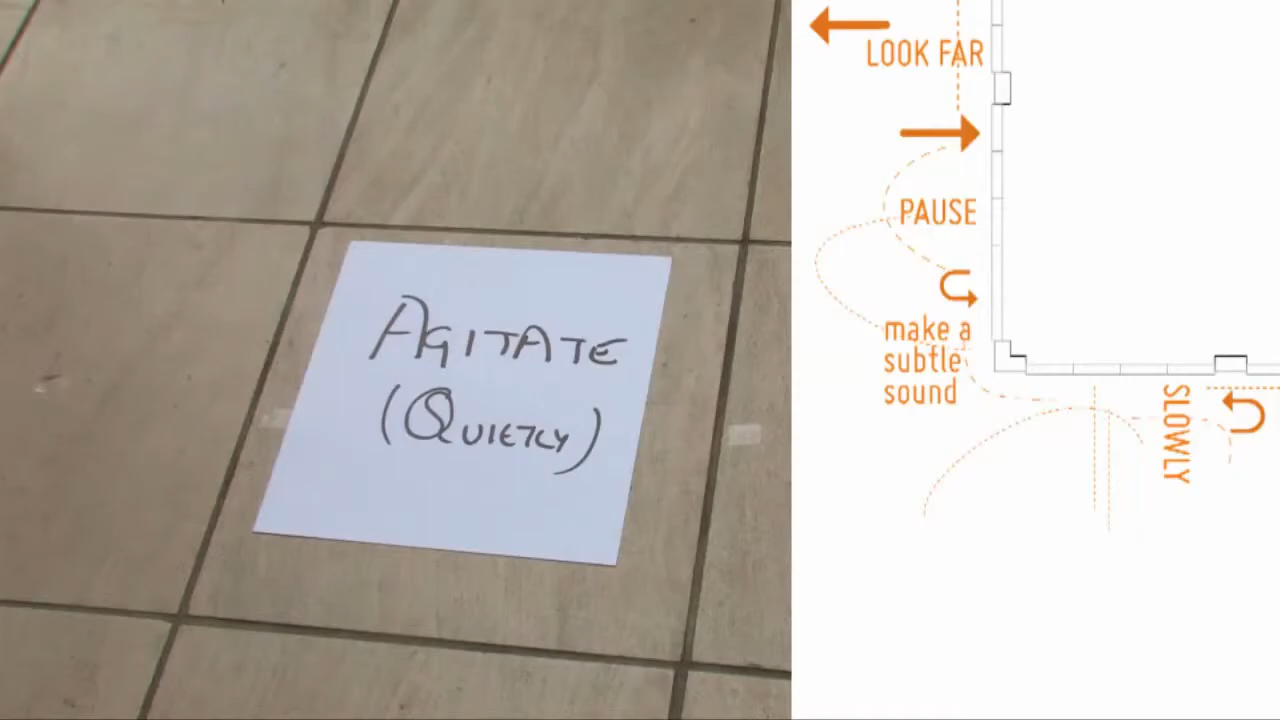 AGITATE
(QUIETLY)
LOOK FAR
PAUSE
make a
subtle
sound
SLOWLY